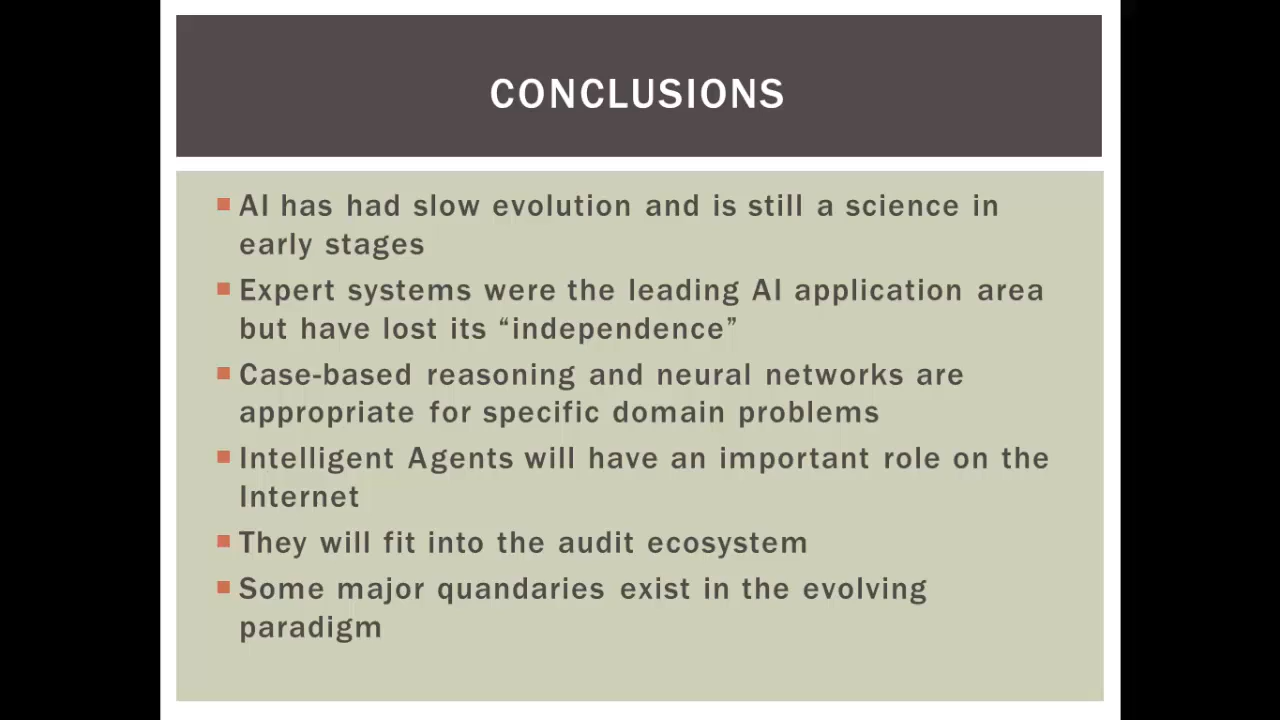 CONCLUSIONS
AI has had slow evolution and is still a science in
early stages
Expert systems were the leading AI application area
but have lost its “independence”
Case-based reasoning and neural networks are
appropriate for specific domain problems
Intelligent Agents will have an important role on the
Internet
They will fit into the audit ecosystem
Some major quandaries exist in the evolving
paradigm